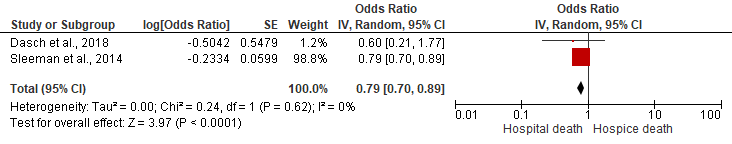 Odds Ratio Odds Ratio
Study or Subgroup log[Odds Ratio] SE Weight IV, Random, 95% CI IV, Random, 95% CI
Dasch et al., 2018 -0.5042 0.5479 1.2% 0.60 [0.21, 1.77]
Sleeman et al., 2014 -0.2334 0.0599 98.8% 0.79 [0.70, 0.89]
Total (95% CI) 100.0% 0.79 [0.70, 0.89]
Heterogeneity: Tau² = 0.00; Chi² = 0.24, df = 1 (P = 0.62); I² = 0%
Test for overall effect: Z = 3.97 (P < 0.0001)
0.01 0.1 1 10 100
Hospital death Hospice death